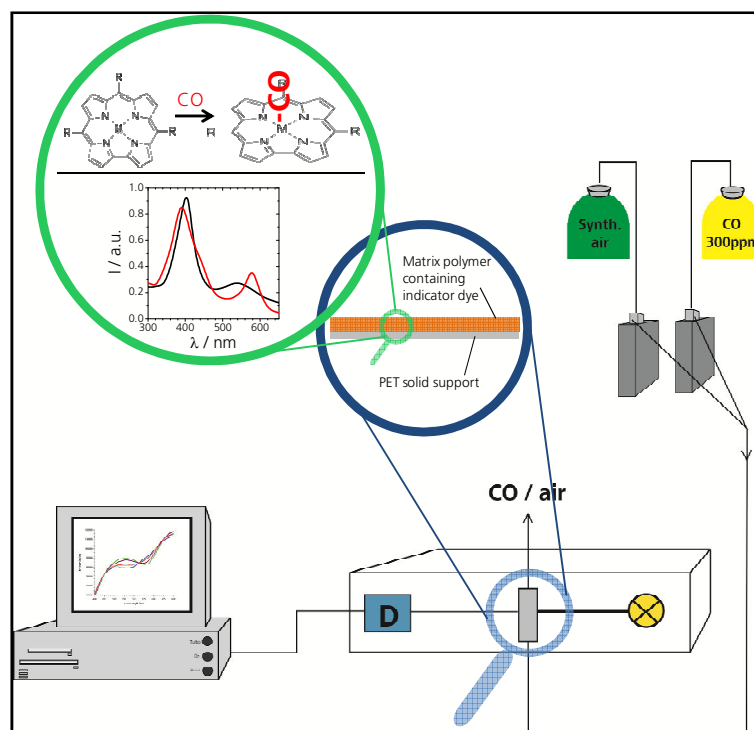 R
CO
CO
R
N
N
R
M
R
N
N
R
N
N
M
R
N
N
1.0
0.8
0.6
0.4
0.2
0.0
I / a.u.
300
400
500
600
λ / nm
Matrix polymer
containing
indicator dye
PET solid support
Synth.
air
CO
300ppm
CO / air
D